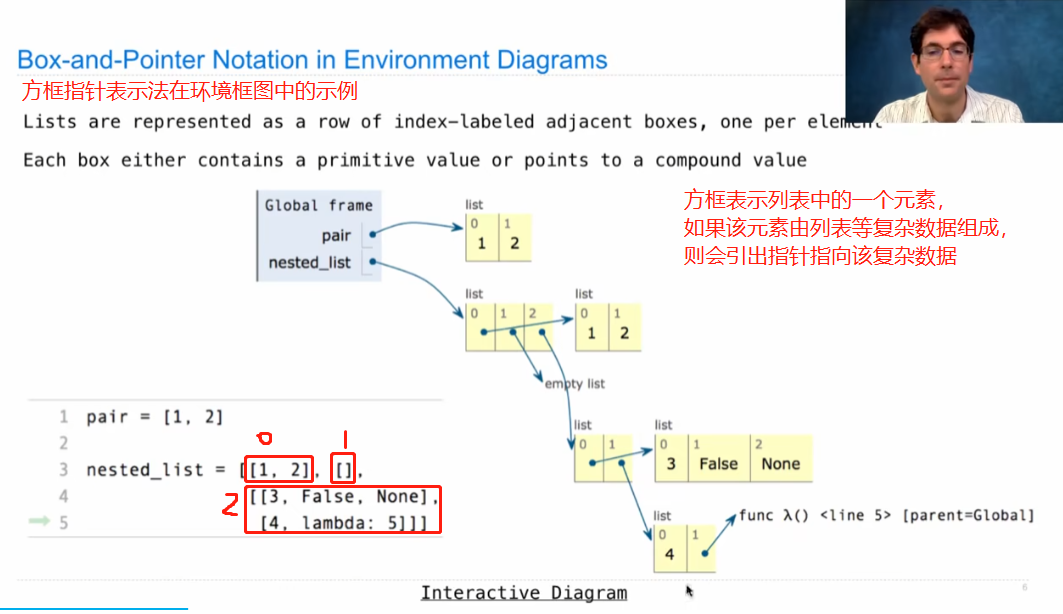 Box-and-Pointer Notation in Environment Diagrams
方框指针表示法在环境框图中的示例
Lists are represented as a row of index-labeled adjacent boxes, one per element
Each box either contains a primitive value or points to a compound value
方框表示列表中的一个元素，
如果该元素由列表等复杂数据组成，
则会引出指针指向该复杂数据
Global frame
pair
nested_list
list
0 1
1 2
list
0 1 2
list
0 1
1 2
empty list
list
0 1
list
0 1 2
3 False None
list
0 1
4
func λ() <line 5> [parent=Global]
1 pair = [1, 2]
2
0 1
3 nested_list = [[1, 2], [],
2
4 [[3, False, None],
5 [4, lambda: 5]]]
Interactive Diagram
6